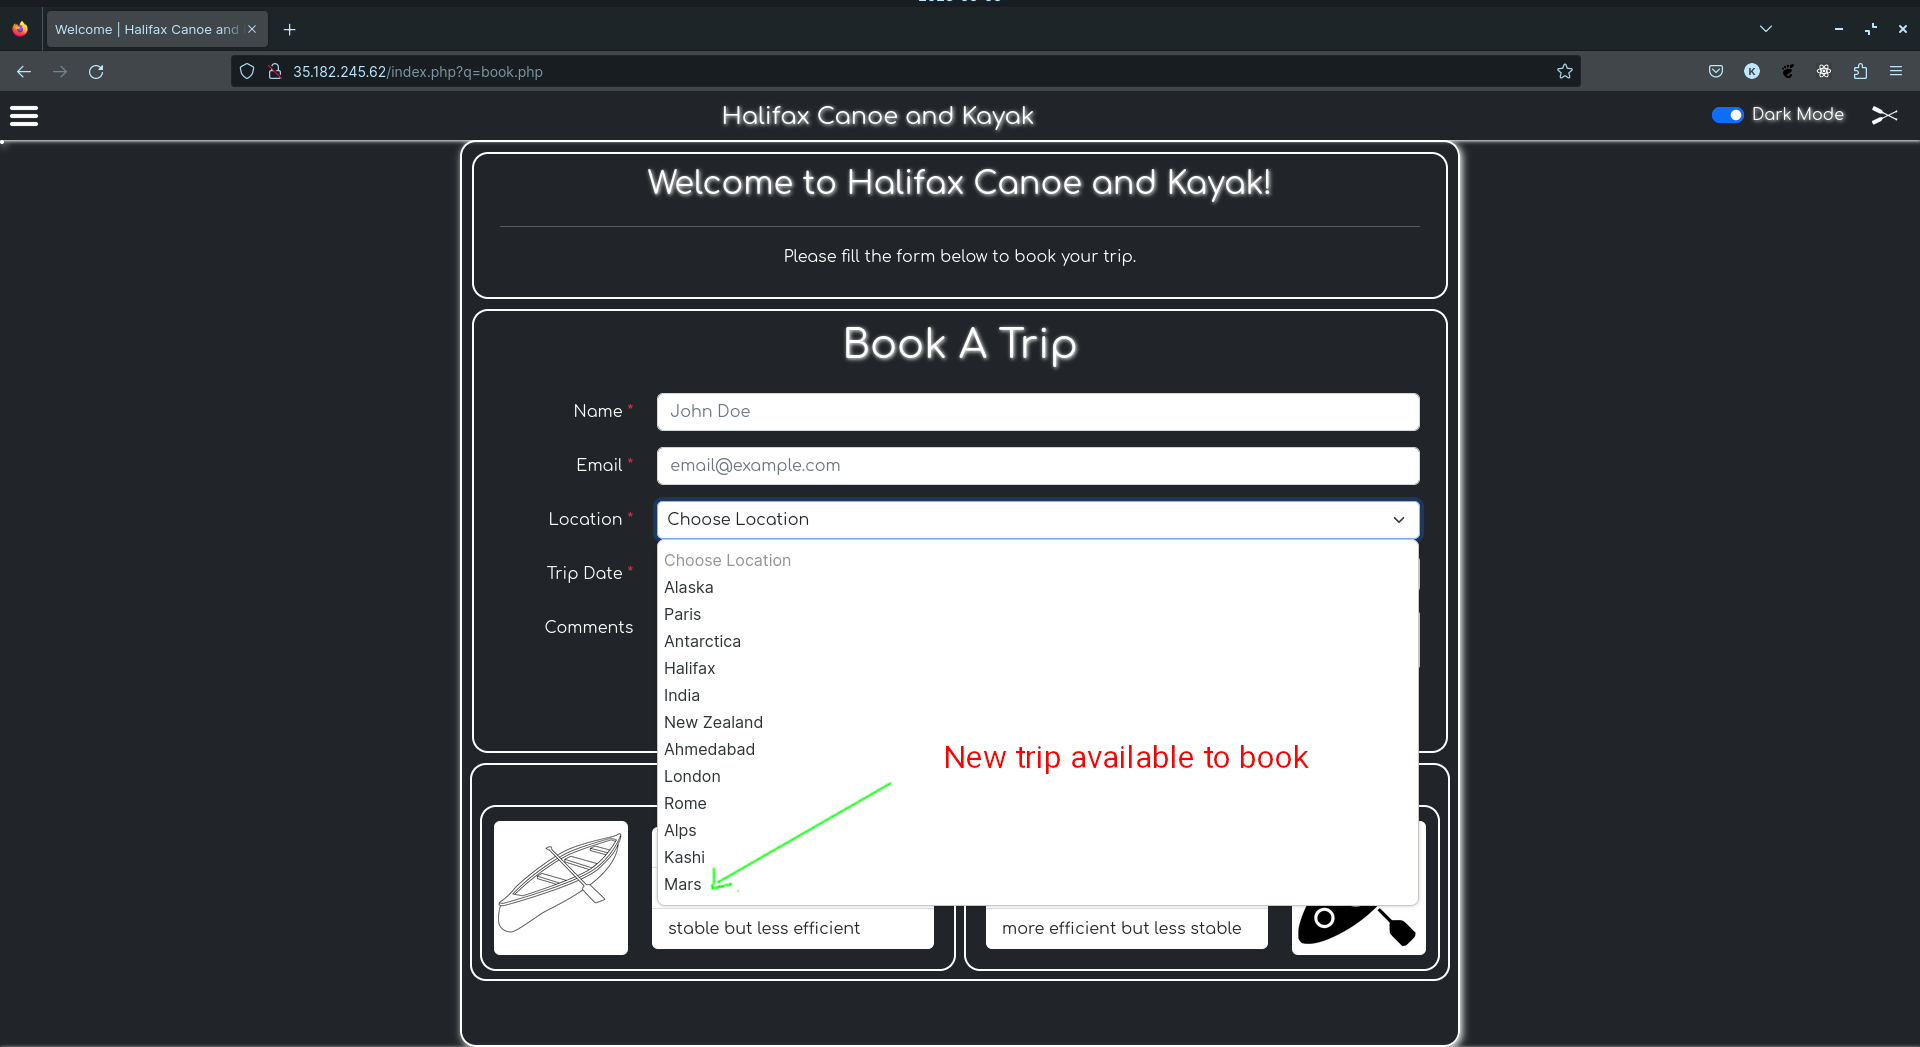 Welcome | Halifax Canoe and
35.182.245.62/index.php?q=book.php
K
Halifax Canoe and Kayak
Dark Mode
Welcome to Halifax Canoe and Kayak!
Please fill the form below to book your trip.
Book A Trip
Name *
John Doe
Email *
email@example.com
Location *
Choose Location
Choose Location
Trip Date *
Alaska
Paris
Comments
Antarctica
Halifax
India
New Zealand
Ahmedabad
London
Rome
Alps
Kashi
Mars
New trip available to book
stable but less efficient
more efficient but less stable